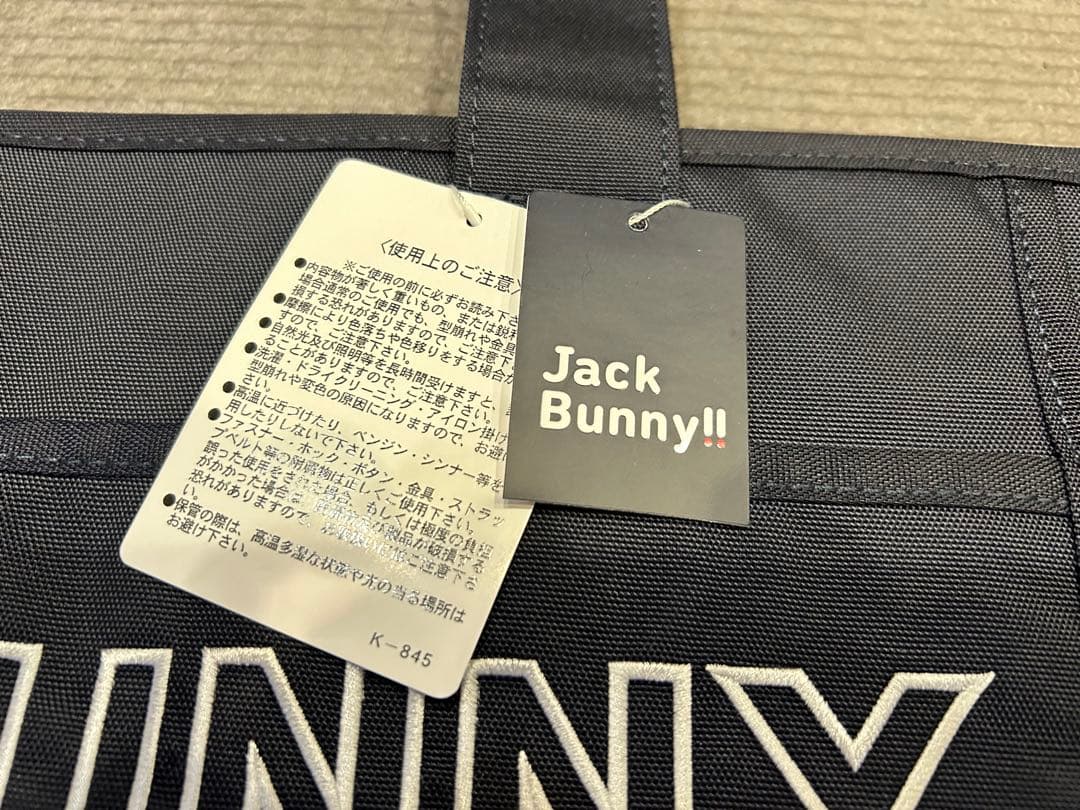 〈使用上のご注意〉
※ご使用の前に必ずお読み下さ
●内容物が著しく重いもの、または鋭利
場合通常のご使用でも、型崩れや金具
損する恐れがありますので、ご注意下
●摩擦により色落ちや色移りをする場合が
すので、ご注意下さい。
●自然光及び照明等を長時間受けますと、
ることがありますので、ご注意下さい。
●洗濯・ドライクリーニング・アイロン掛け
型崩れや変色の原因になりますので、お避け
さい。
●高温に近づけたり、ベンジン・シンナー等を
用したりしないで下さい。
●ファスナー・ホック・ボタン・金具・ストラッ
プベルト等の附属物は正しくご使用下さい。
誤った使用をされた場合、もしくは極度の負担
がかかった場合、製品が破損する
恐れがありますので、ご注意下さ
い。
●保管の際は、高温多湿な状態や光の当る場所は
お避け下さい。
K-845
Jack
Bunny!!
UNNY